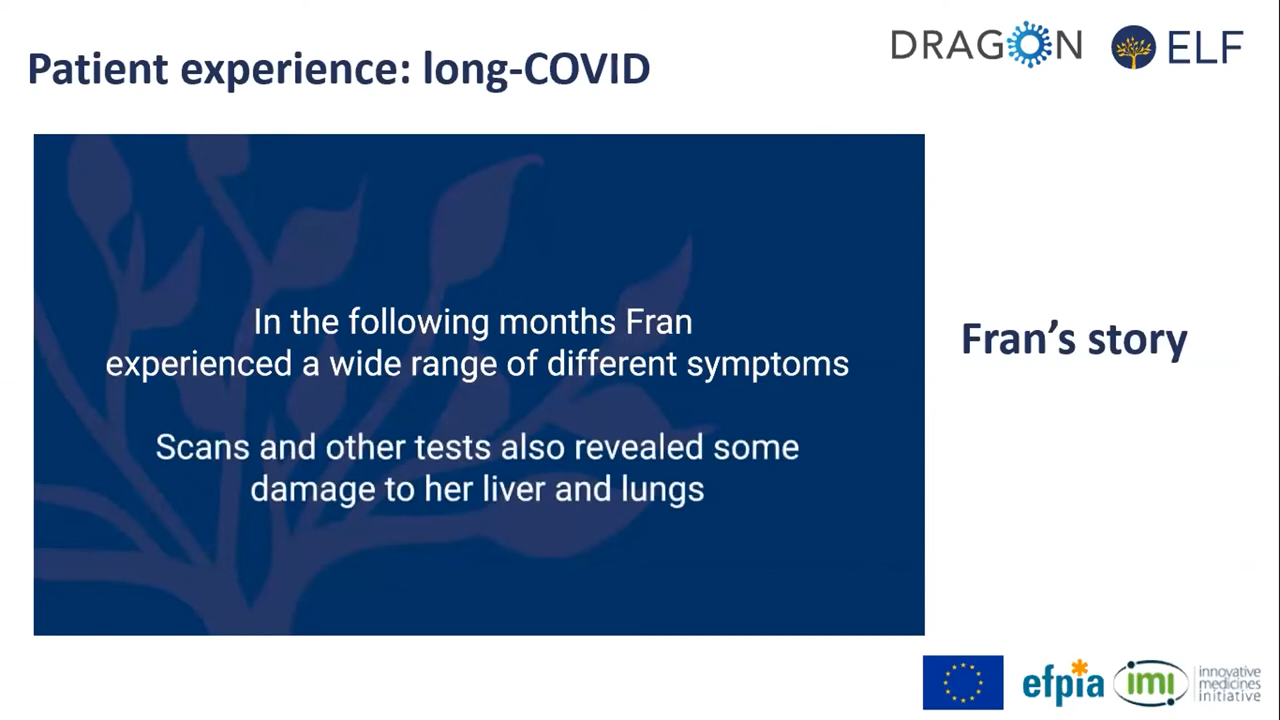 Patient experience: long-COVID
DRAGON
ELF
In the following months Fran
experienced a wide range of different symptoms
Scans and other tests also revealed some
damage to her liver and lungs
Fran’s story
efpia
imi
innovative
medicines
initiative